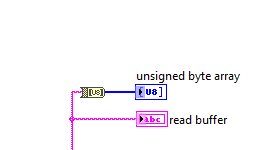 unsigned byte array
[U8] U8]
abc read buffer